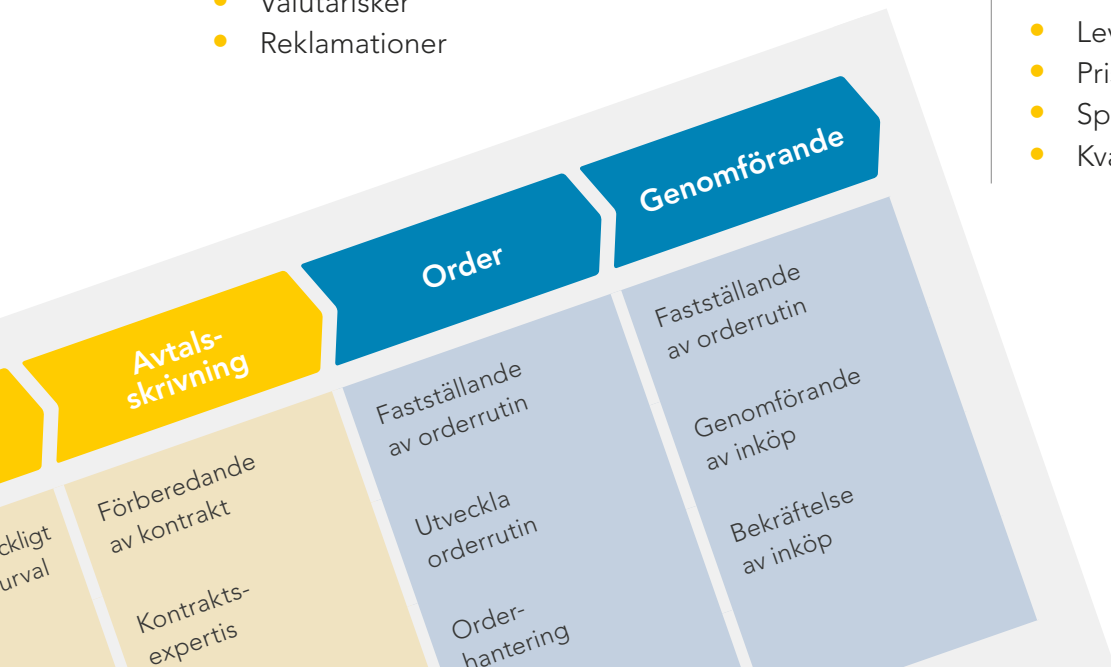 Valutarisker
Reklamationer
Genomförande
Order
Avtals-
skrivning
Fastställande
av orderrutin
Genomförande
av inköp
Bekräftelse
av inköp
Fastställande
av orderrutin
Utveckla
orderrutin
Order-
hantering
Förberedande
av kontrakt
Kontrakts-
expertis